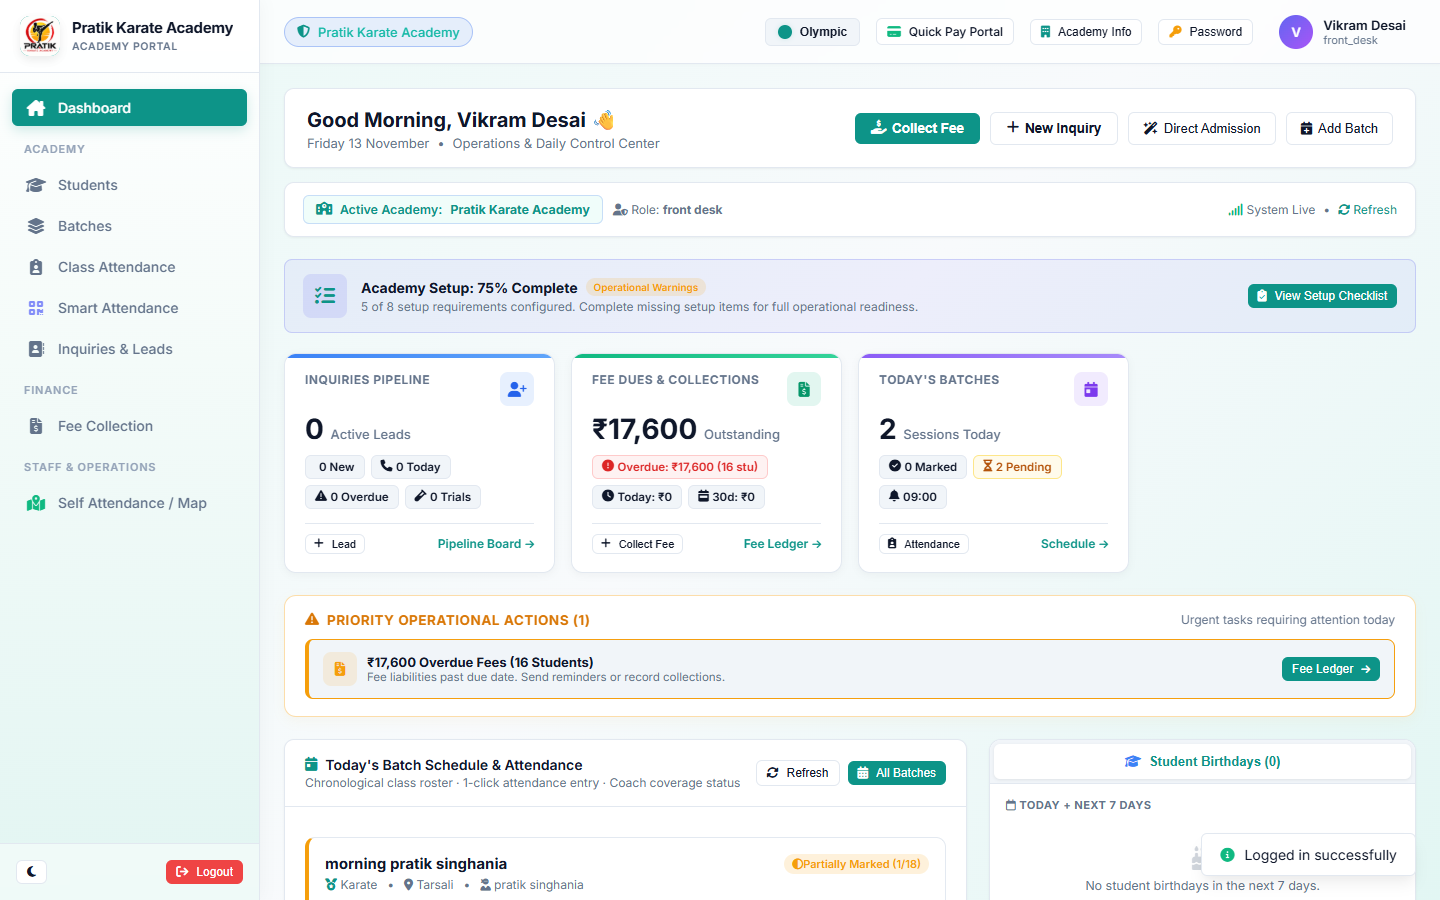 PRATIK
Pratik Karate Academy
ACADEMY PORTAL
Dashboard
ACADEMY
Students
Batches
Class Attendance
Smart Attendance
Inquiries & Leads
FINANCE
Fee Collection
STAFF & OPERATIONS
Self Attendance / Map
Logout
Pratik Karate Academy
Olympic
Quick Pay Portal
Academy Info
Password
V
Vikram Desai
front_desk
Good Morning, Vikram Desai 👋
Friday 13 November • Operations & Daily Control Center
Collect Fee
New Inquiry
Direct Admission
Add Batch
Active Academy: Pratik Karate Academy
Role: front desk
System Live • Refresh
Academy Setup: 75% Complete
Operational Warnings
5 of 8 setup requirements configured. Complete missing setup items for full operational readiness.
View Setup Checklist
INQUIRIES PIPELINE
0 Active Leads
0 New
0 Today
0 Overdue
0 Trials
+ Lead
Pipeline Board →
FEE DUES & COLLECTIONS
₹17,600 Outstanding
Overdue: ₹17,600 (16 stu)
Today: ₹0
30d: ₹0
+ Collect Fee
Fee Ledger →
TODAY'S BATCHES
2 Sessions Today
0 Marked
2 Pending
09:00
Attendance
Schedule →
PRIORITY OPERATIONAL ACTIONS (1)
Urgent tasks requiring attention today
₹17,600 Overdue Fees (16 Students)
Fee liabilities past due date. Send reminders or record collections.
Fee Ledger →
Today's Batch Schedule & Attendance
Chronological class roster · 1-click attendance entry · Coach coverage status
Refresh
All Batches
morning pratik singhania
Karate • Tarsali • pratik singhania
Partially Marked (1/18)
Student Birthdays (0)
TODAY + NEXT 7 DAYS
No student birthdays in the next 7 days.
Logged in successfully